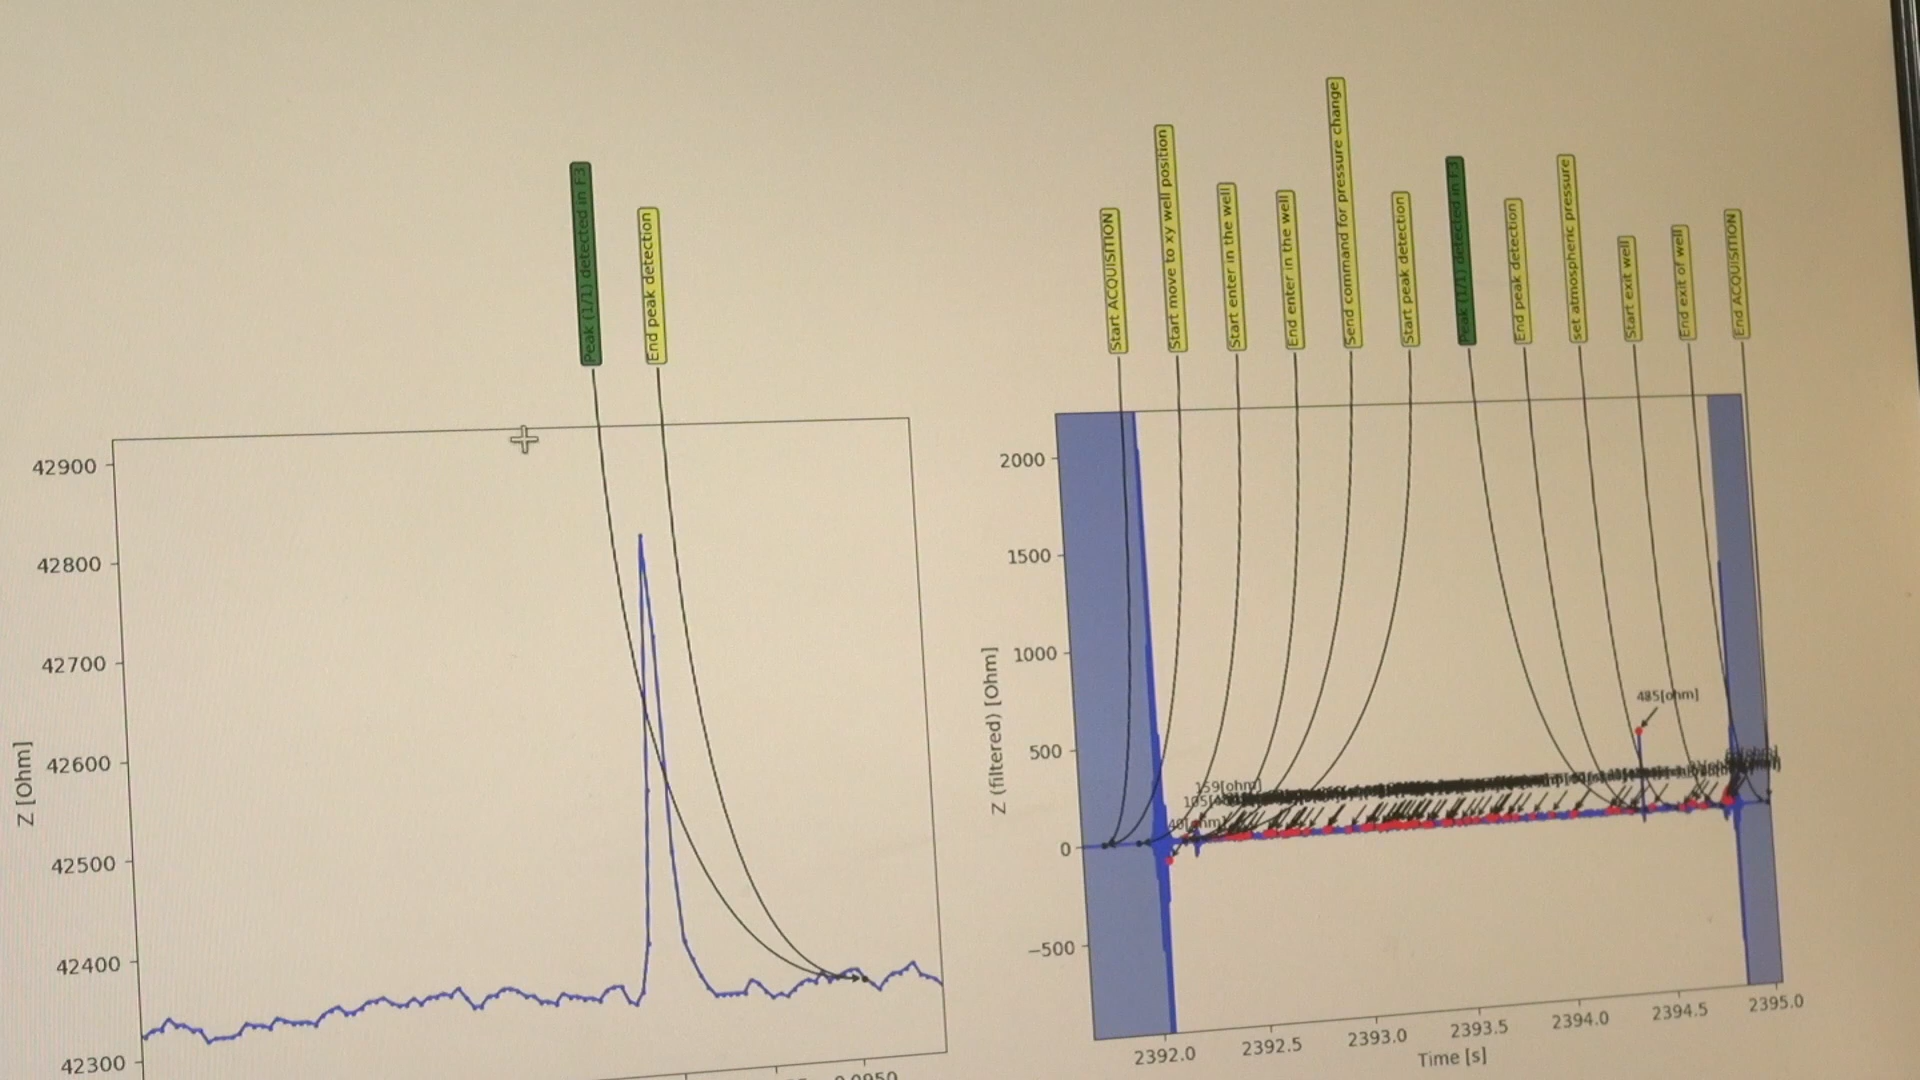 Peak (1/1) detected in F3
End peak detection
42900
42800
42700
42600
42500
42400
42300
Z [Ohm]
0.0950
Start ACQUISITION
Start move to xy well position
Start enter in the well
End enter in the well
Send command for pressure change
Start peak detection
Peak (1/1) detected in F3
End peak detection
set atmospheric pressure
Start exit well
End exit of well
End ACQUISITION
2000
1500
1000
500
0
−500
Z (filtered) [Ohm]
485[ohm]
159[ohm]
2392.0
2392.5
2393.0
2393.5
2394.0
2394.5
2395.0
Time [s]